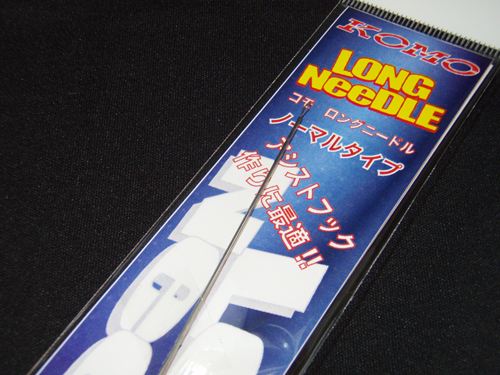 KOMO
LONG
NeeDLE
コモ ロングニードル
ノーマルタイプ
アシストフック
作りに最適!!